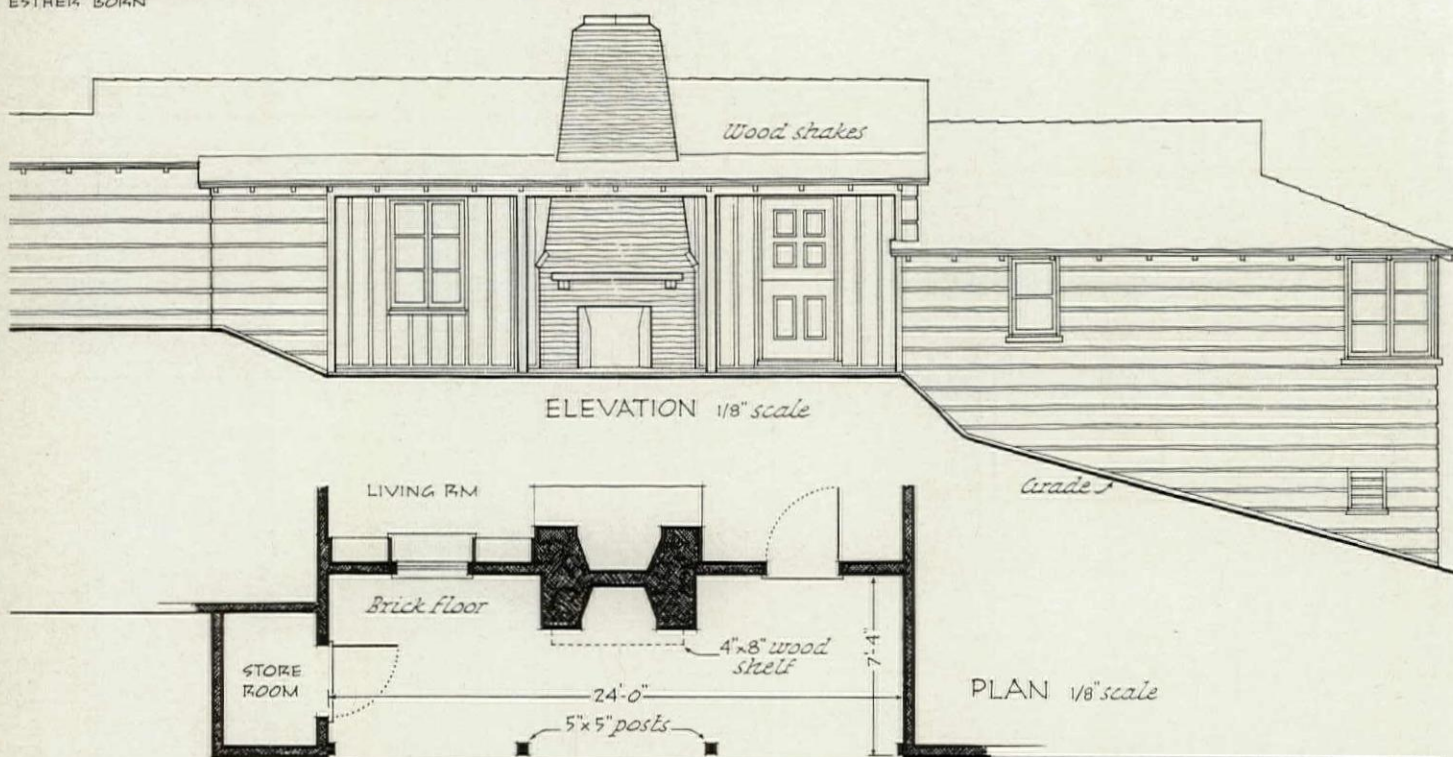 ESTHER BORN
Wood shakes
ELEVATION 1/8" scale
LIVING RM
Grade
Brick floor
4"x8" wood
shelf
7'-4"
STORE
ROOM
24'-0"
PLAN 1/8" scale
5"x5" posts